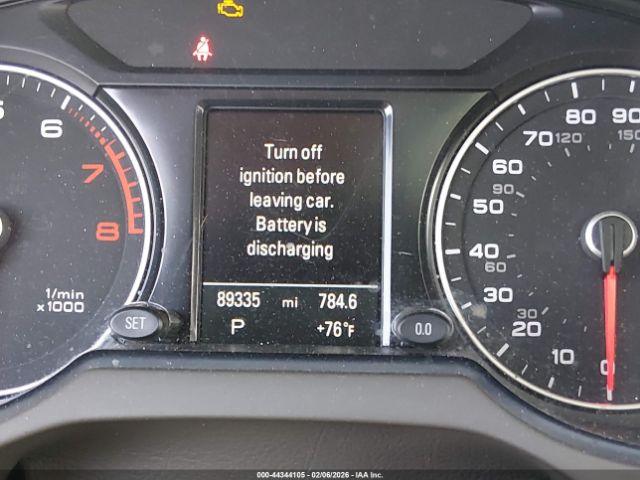 Turn off
ignition before
leaving car.
Battery is
discharging
89335 mi 784.6
P +76°F
SET
0.0
6
7
8
1/min
x1000
80 90
70 120 150
60
90
50
40
60
30
30
20
10
0
000-44344105 - 02/06/2026 - IAA Inc.